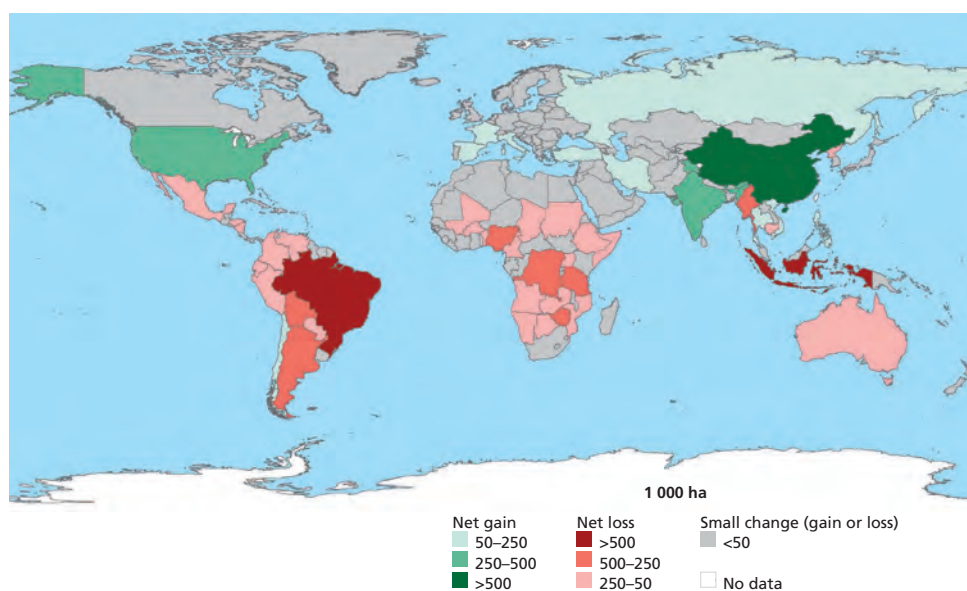 1 000 ha
Net gain
50–250
250–500
>500
Net loss
>500
500–250
250–50
Small change (gain or loss)
<50
No data